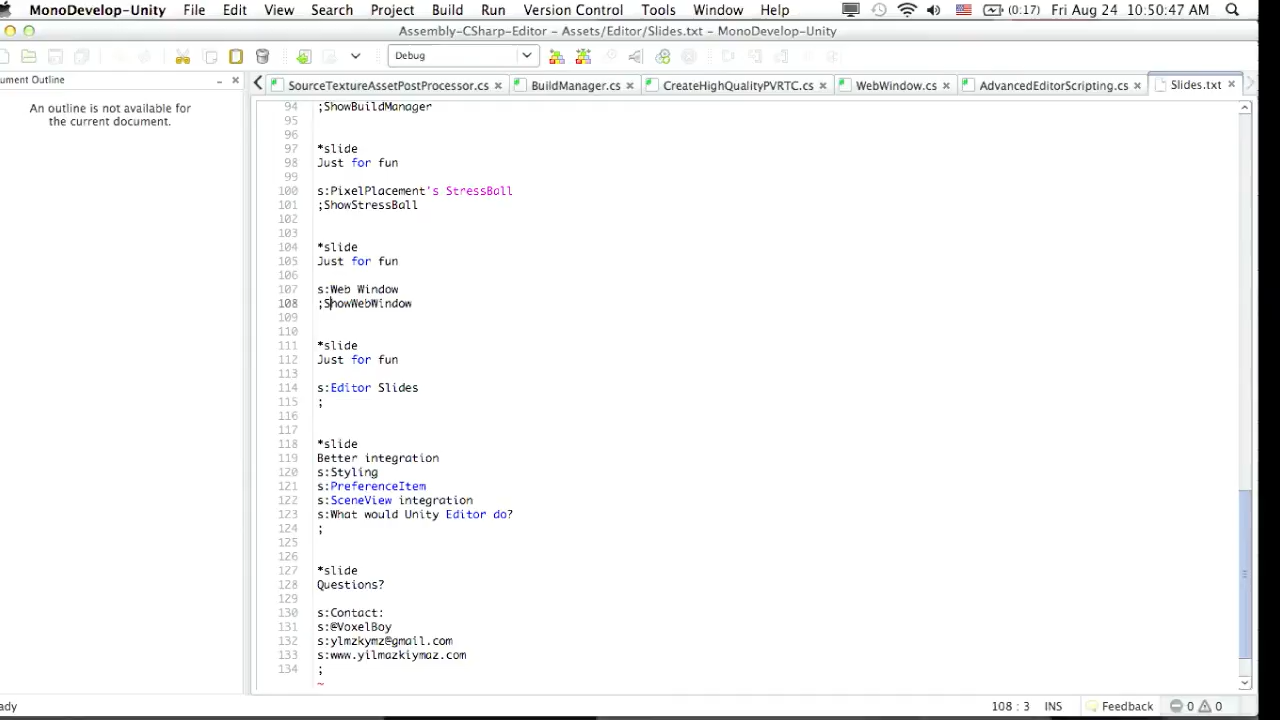 MonoDevelop-Unity File Edit View Search Project Build Run Version Control Tools Window Help (0:17) Fri Aug 24 10:50:47 AM
Assembly-CSharp-Editor - Assets/Editor/Slides.txt - MonoDevelop-Unity
Debug
ument Outline
SourceTextureAssetPostProcessor.cs BuildManager.cs CreateHighQualityPVRTC.cs WebWindow.cs AdvancedEditorScripting.cs Slides.txt
An outline is not available for
the current document.
94 ;ShowBuildManager
95
96
97 *slide
98 Just for fun
99
100 s:PixelPlacement's StressBall
101 ;ShowStressBall
102
103
104 *slide
105 Just for fun
106
107 s:Web Window
108 ;ShowWebWindow
109
110
111 *slide
112 Just for fun
113
114 s:Editor Slides
115 ;
116
117
118 *slide
119 Better integration
120 s:Styling
121 s:PreferenceItem
122 s:SceneView integration
123 s:What would Unity Editor do?
124 ;
125
126
127 *slide
128 Questions?
129
130 s:Contact:
131 s:@VoxelBoy
132 s:ylmzkymz@gmail.com
133 s:www.yilmazkiymaz.com
134 ;
~
ady 108 : 3 INS Feedback 0 0